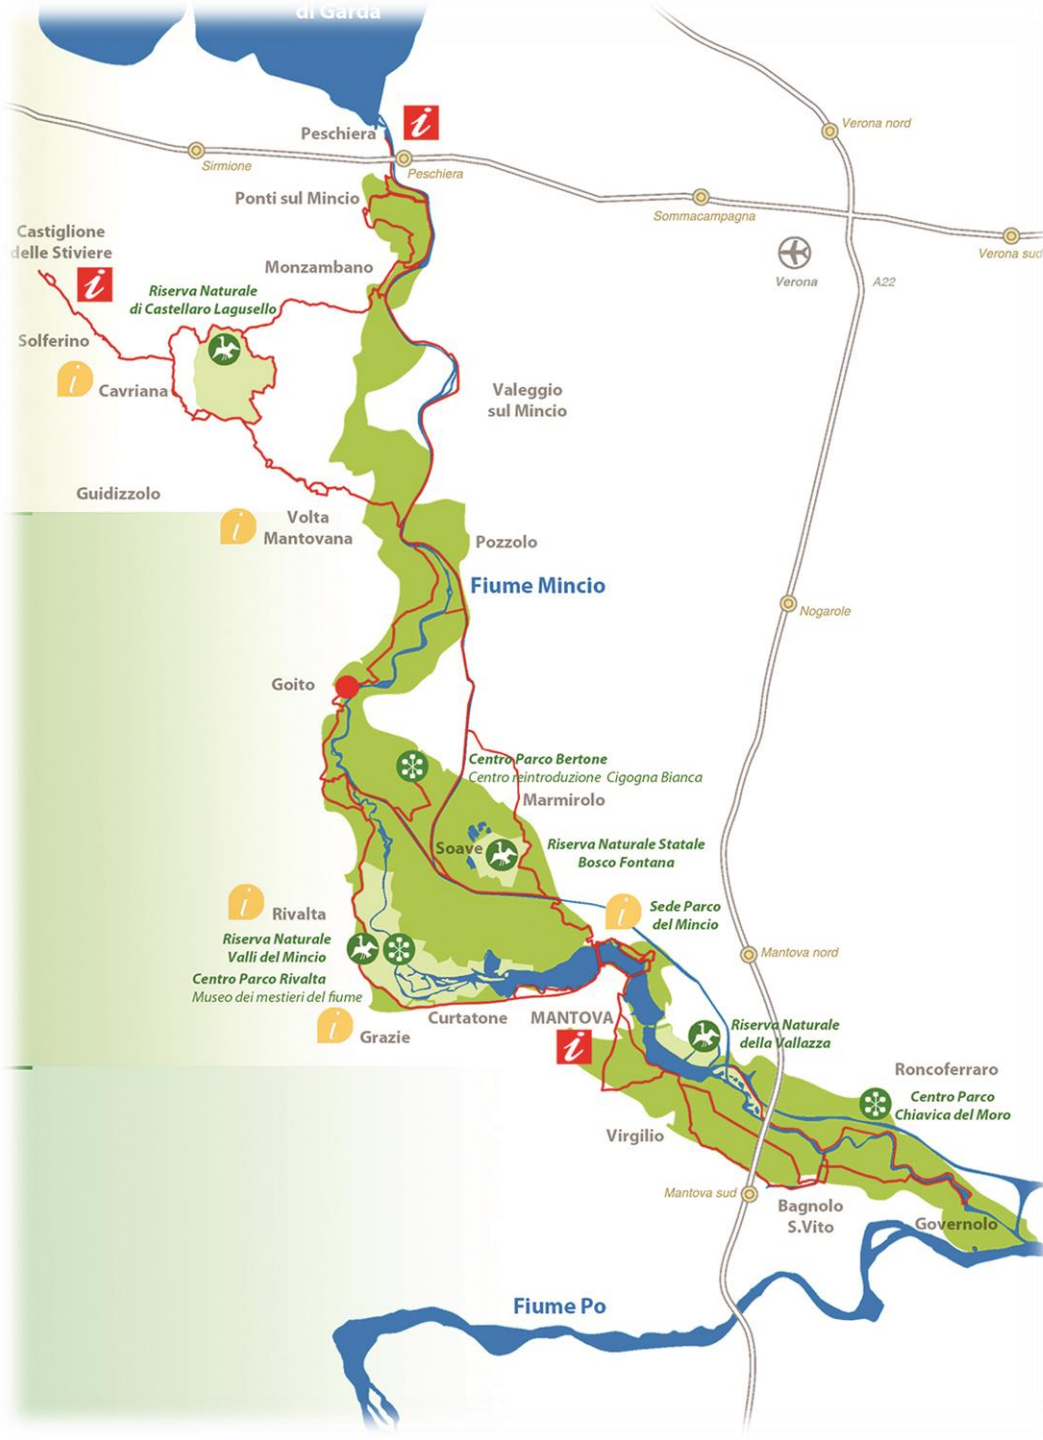 di Garda
Verona nord
Peschiera
i
Sirmione
Peschiera
Ponti sul Mincio
Sommacampagna
Castiglione
delle Stiviere
i
Verona sud
Monzambano
Verona
A22
Riserva Naturale
di Castellaro Lagusello
Solferino
i
Cavriana
Valeggio
sul Mincio
Guidizzolo
i
Volta
Mantovana
Pozzolo
Fiume Mincio
Nogarole
Goito
Centro Parco Bertone
Centro reintroduzione Cigogna Bianca
Marmirolo
Soave
Riserva Naturale Statale
Bosco Fontana
i
Rivalta
i
Sede Parco
del Mincio
Riserva Naturale
Valli del Mincio
Mantova nord
Centro Parco Rivalta
Museo dei mestieri del fiume
i
Grazie
Curtatone
MANTOVA
i
Riserva Naturale
della Vallazza
Roncoferraro
Centro Parco
Chiavica del Moro
Virgilio
Mantova sud
Bagnolo
S.Vito
Governolo
Fiume Po